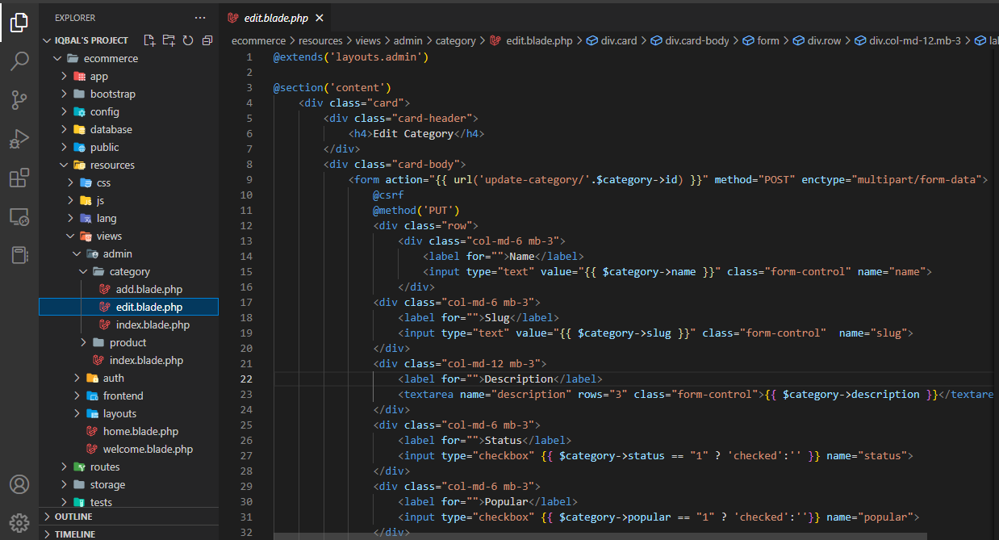 EXPLORER ···
IQBAL'S PROJECT
ecommerce
app
bootstrap
config
database
public
resources
css
js
lang
views
admin
category
add.blade.php
edit.blade.php
index.blade.php
product
index.blade.php
auth
frontend
layouts
home.blade.php
welcome.blade.php
routes
storage
tests
OUTLINE
TIMELINE
edit.blade.php
ecommerce > resources > views > admin > category > edit.blade.php > div.card > div.card-body > form > div.row > div.col-md-12.mb-3 > la
1 @extends('layouts.admin')
2
3 @section('content')
4 <div class="card">
5 <div class="card-header">
6 <h4>Edit Category</h4>
7 </div>
8 <div class="card-body">
9 <form action="{{ url('update-category/'.$category->id) }}" method="POST" enctype="multipart/form-data">
10 @csrf
11 @method('PUT')
12 <div class="row">
13 <div class="col-md-6 mb-3">
14 <label for="">Name</label>
15 <input type="text" value="{{ $category->name }}" class="form-control" name="name">
16 </div>
17 <div class="col-md-6 mb-3">
18 <label for="">Slug</label>
19 <input type="text" value="{{ $category->slug }}" class="form-control"  name="slug">
20 </div>
21 <div class="col-md-12 mb-3">
22 <label for="">Description</label>
23 <textarea name="description" rows="3" class="form-control">{{ $category->description }}</textare
24 </div>
25 <div class="col-md-6 mb-3">
26 <label for="">Status</label>
27 <input type="checkbox" {{ $category->status == "1" ? 'checked':'' }} name="status">
28 </div>
29 <div class="col-md-6 mb-3">
30 <label for="">Popular</label>
31 <input type="checkbox" {{ $category->popular == "1" ? 'checked':''}} name="popular">
32 </div>